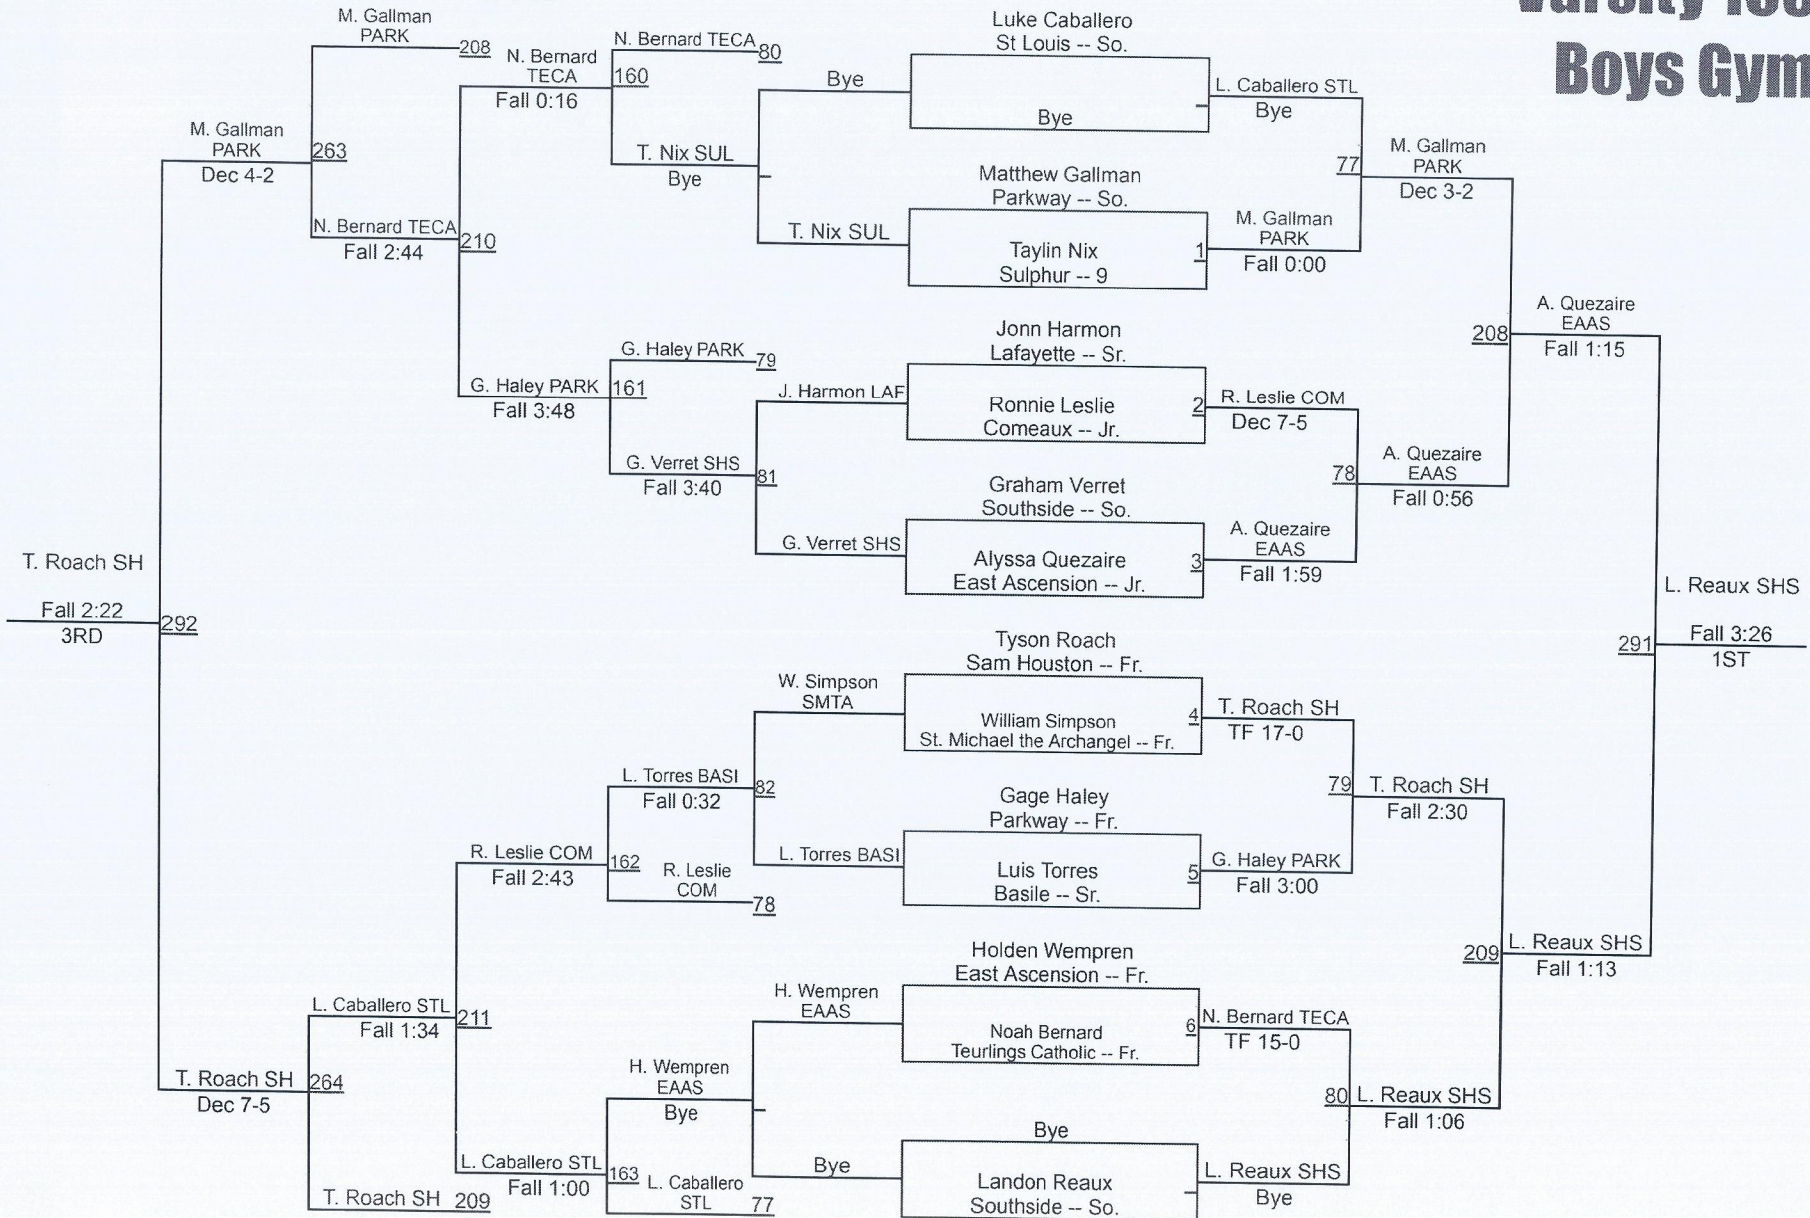 Boys Gym
M. Gallman
PARK
208
N. Bernard
TECA
Fall 0:16
N. Bernard TECA
80
160
M. Gallman
PARK
Dec 4-2
263
T. Nix SUL
Bye
N. Bernard TECA
Fall 2:44
210
G. Haley PARK
79
G. Haley PARK
Fall 3:48
161
G. Verret SHS
Fall 3:40
81
Bye
T. Nix SUL
J. Harmon LAF
G. Verret SHS
Luke Caballero
St Louis -- So.
Bye
L. Caballero STL
Bye
Matthew Gallman
Parkway -- So.
Taylin Nix
Sulphur -- 9
1
M. Gallman
PARK
Fall 0:00
77
M. Gallman
PARK
Dec 3-2
Jonn Harmon
Lafayette -- Sr.
Ronnie Leslie
Comeaux -- Jr.
2
R. Leslie COM
Dec 7-5
Graham Verret
Southside -- So.
Alyssa Quezaire
East Ascension -- Jr.
3
A. Quezaire
EAAS
Fall 1:59
78
A. Quezaire
EAAS
Fall 0:56
208
A. Quezaire
EAAS
Fall 1:15
T. Roach SH
Fall 2:22
3RD
292
L. Reaux SHS
291
Fall 3:26
1ST
W. Simpson
SMTA
Tyson Roach
Sam Houston -- Fr.
William Simpson
St. Michael the Archangel -- Fr.
4
T. Roach SH
TF 17-0
L. Torres BASI
Fall 0:32
82
Gage Haley
Parkway -- Fr.
79
T. Roach SH
Fall 2:30
R. Leslie COM
Fall 2:43
162
R. Leslie
COM
78
L. Torres BASI
Luis Torres
Basile -- Sr.
5
G. Haley PARK
Fall 3:00
Holden Wempren
East Ascension -- Fr.
209
L. Reaux SHS
Fall 1:13
L. Caballero STL
Fall 1:34
211
H. Wempren
EAAS
Noah Bernard
Teurlings Catholic -- Fr.
6
N. Bernard TECA
TF 15-0
T. Roach SH
Dec 7-5
264
H. Wempren
EAAS
Bye
80
L. Reaux SHS
Fall 1:06
Bye
L. Caballero STL
Fall 1:00
163
L. Caballero
STL
77
Bye
Landon Reaux
Southside -- So.
L. Reaux SHS
Bye
T. Roach SH
209